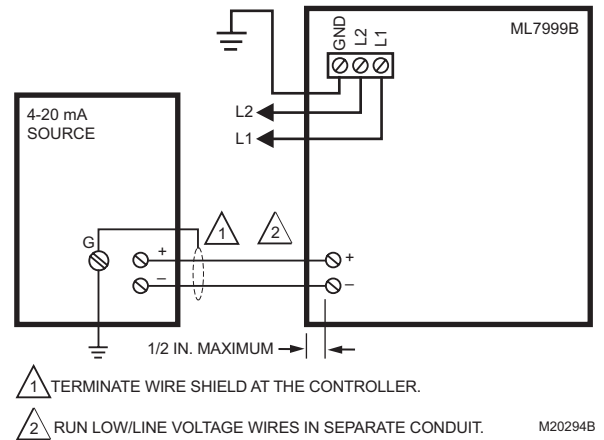 ML7999B
GND
L2
L1
L2
L1
4-20 mA
SOURCE
G
+
–
1
2
+
–
1/2 IN. MAXIMUM
1 TERMINATE WIRE SHIELD AT THE CONTROLLER.
2 RUN LOW/LINE VOLTAGE WIRES IN SEPARATE CONDUIT.
M20294B